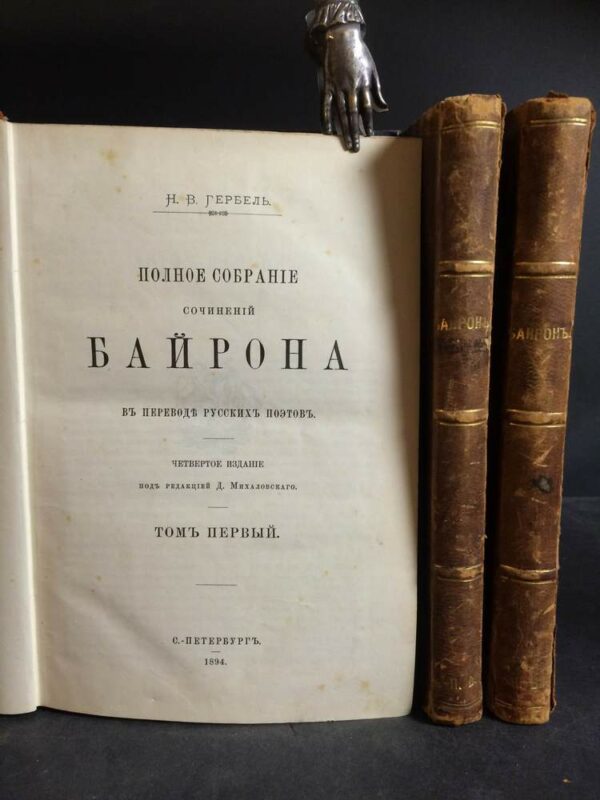 Н. В. ГЕРБЕЛЬ.
ПОЛНОЕ СОБРАНІЕ
СОЧИНЕНІЙ
БАЙРОНА
ВЪ ПЕРЕВОДѢ РУССКИХЪ ПОЭТОВЪ.
ЧЕТВЕРТОЕ ИЗДАНІЕ
ПОДЪ РЕДАКЦІЕЙ Д. МИХАЛОВСКАГО.
ТОМЪ ПЕРВЫЙ.
С.-ПЕТЕРБУРГЪ.
1894.
БАЙРОНЪ.
БАЙРОНЪ.